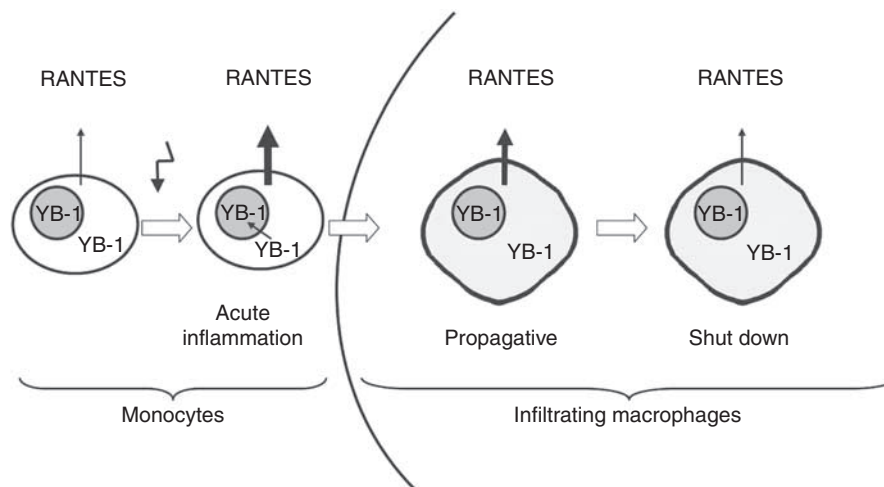 RANTES
RANTES
RANTES
RANTES
YB-1
YB-1
YB-1
YB-1
YB-1
YB-1
YB-1
YB-1
Acute
inflammation
Propagative
Shut down
Monocytes
Infiltrating macrophages